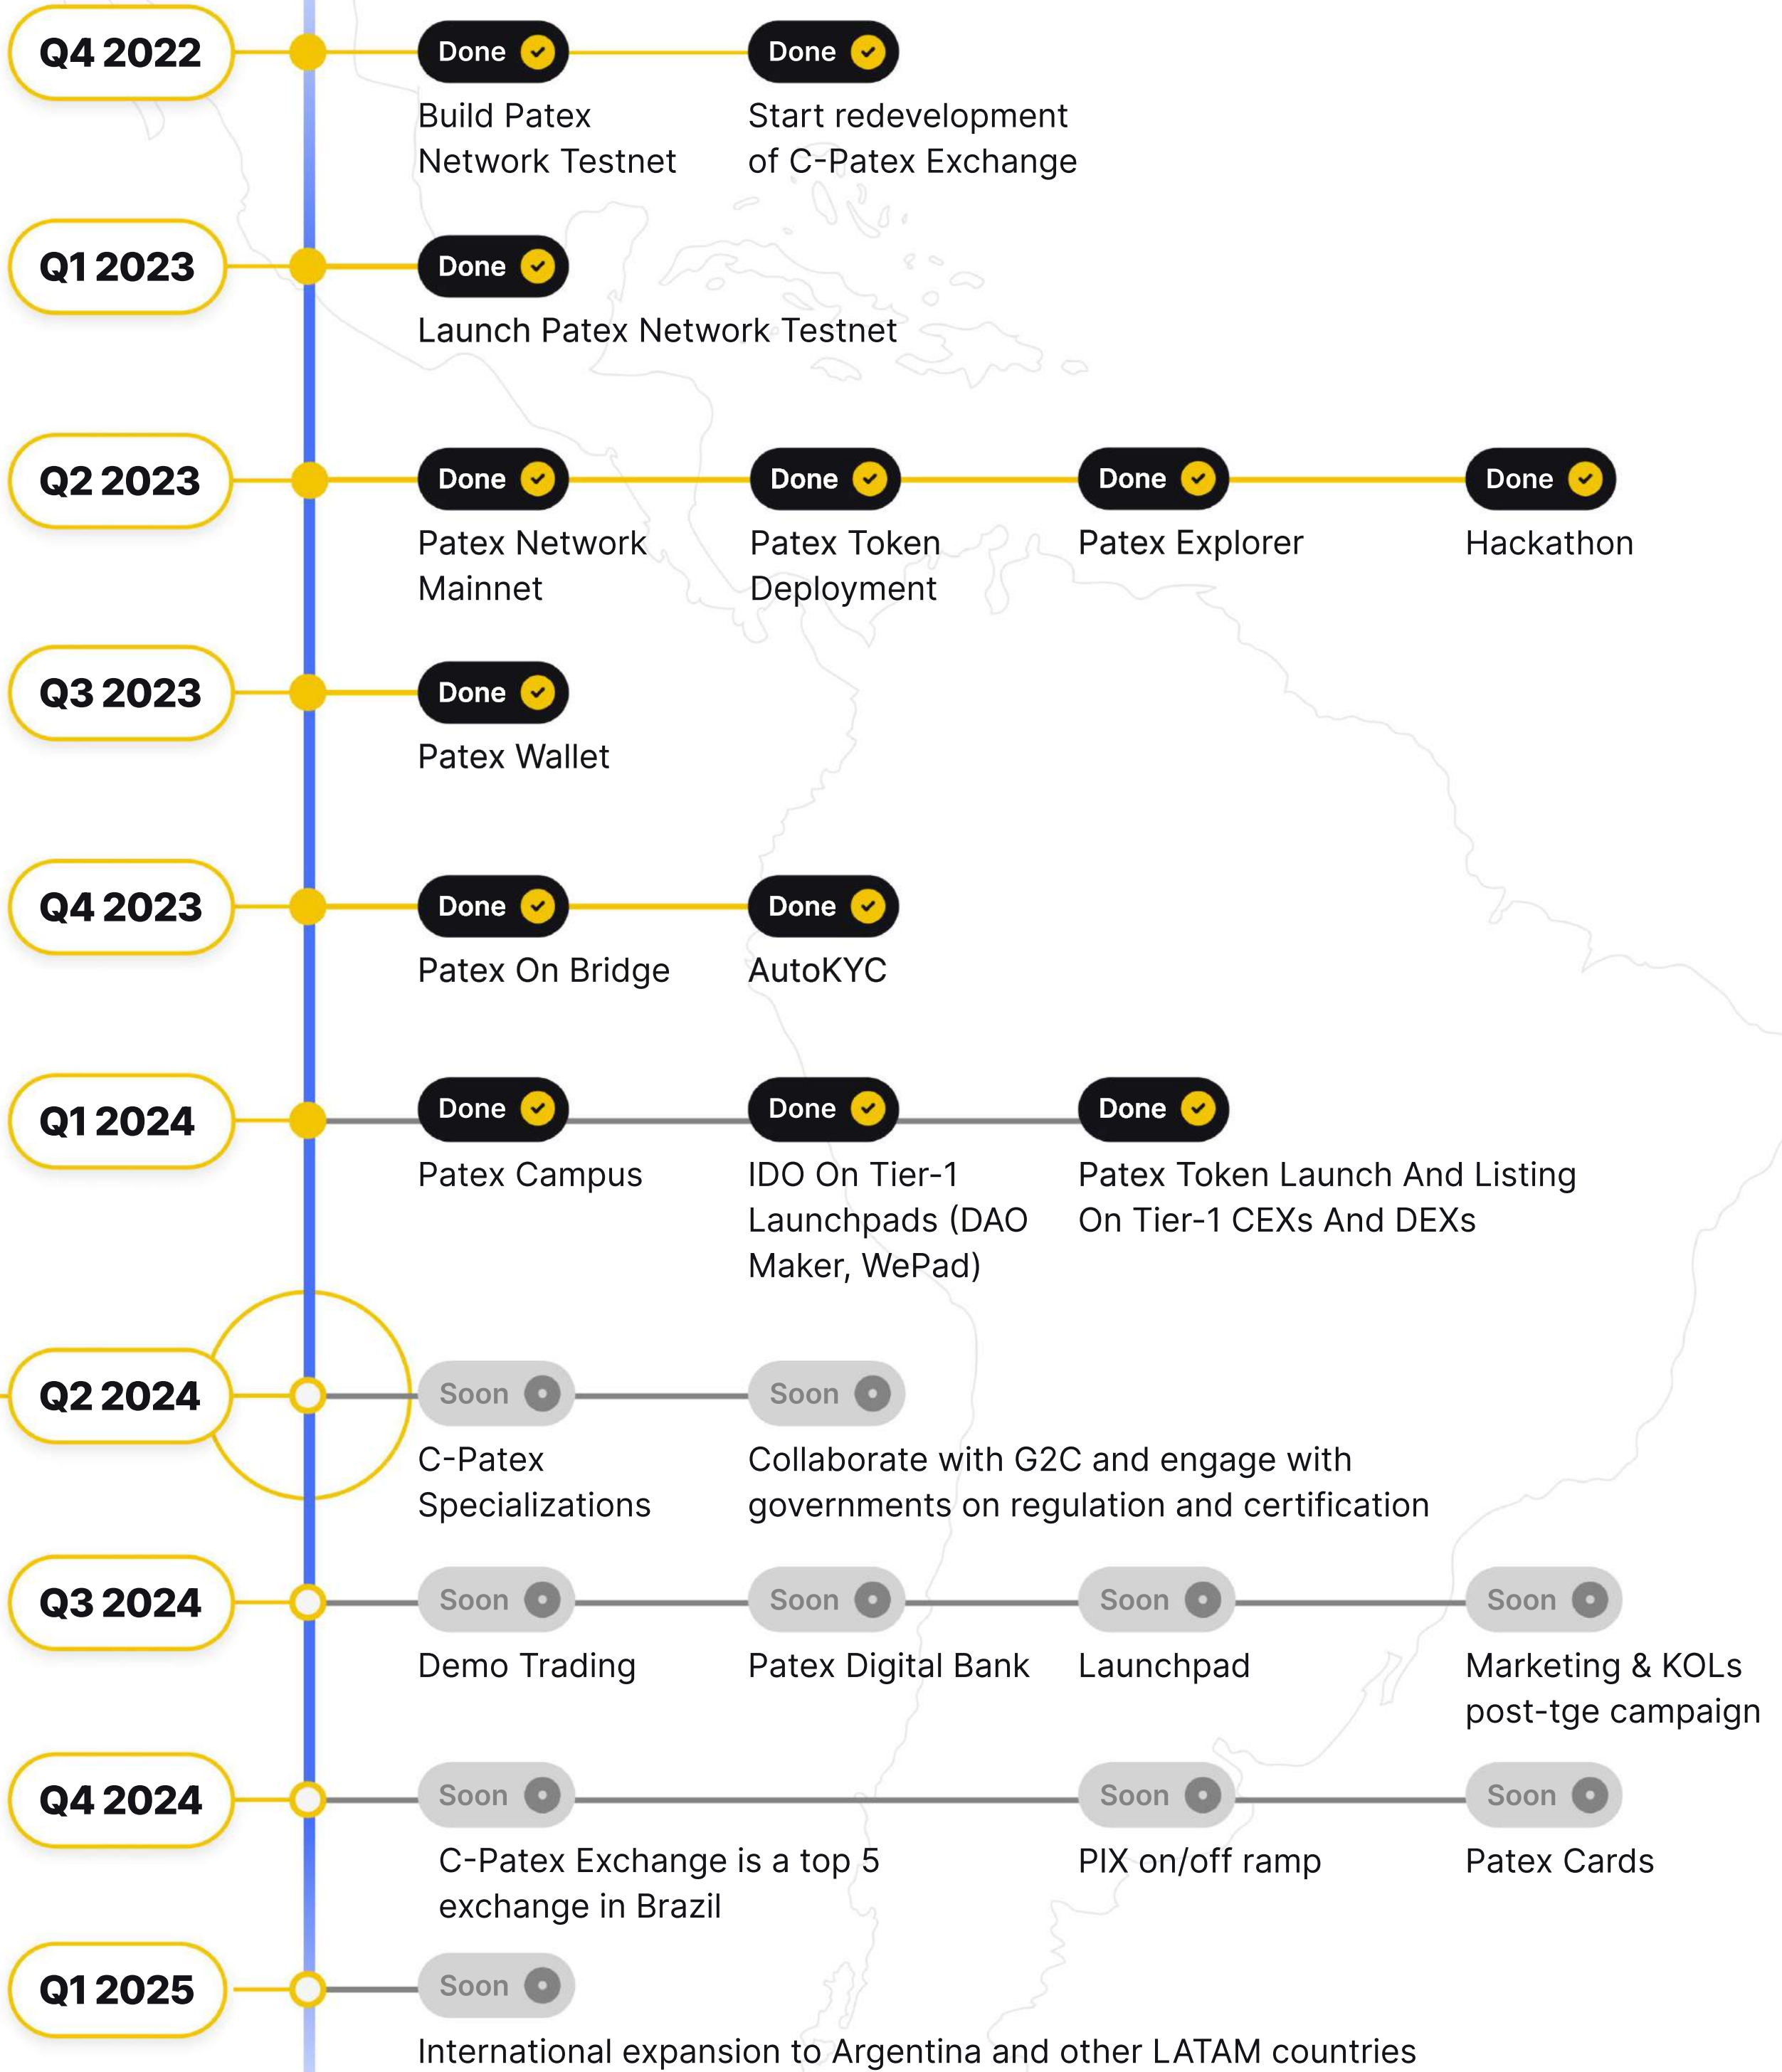 Q4 2022
Done
Done
Build Patex
Network Testnet
Start redevelopment
of C-Patex Exchange
Q1 2023
Done
Launch Patex Network Testnet
Q2 2023
Done
Done
Done
Done
Patex Network
Mainnet
Patex Token
Deployment
Patex Explorer
Hackathon
Q3 2023
Done
Patex Wallet
Q4 2023
Done
Done
Patex On Bridge
AutoKYC
Q1 2024
Done
Done
Done
Patex Campus
IDO On Tier-1
Launchpads (DAO
Maker, WePad)
Patex Token Launch And Listing
On Tier-1 CEXs And DEXs
Q2 2024
Soon
Soon
C-Patex
Specializations
Collaborate with G2C and engage with
governments on regulation and certification
Q3 2024
Soon
Soon
Soon
Soon
Demo Trading
Patex Digital Bank
Launchpad
Marketing & KOLs
post-tge campaign
Q4 2024
Soon
Soon
Soon
C-Patex Exchange is a top 5
exchange in Brazil
PIX on/off ramp
Patex Cards
Q1 2025
Soon
International expansion to Argentina and other LATAM countries